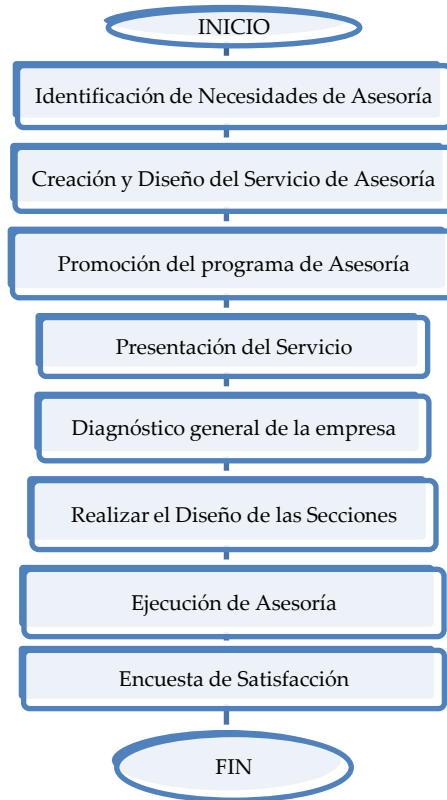 INICIO
Identificación de Necesidades de Asesoría
Creación y Diseño del Servicio de Asesoría
Promoción del programa de Asesoría
Presentación del Servicio
Diagnóstico general de la empresa
Realizar el Diseño de las Secciones
Ejecución de Asesoría
Encuesta de Satisfacción
FIN